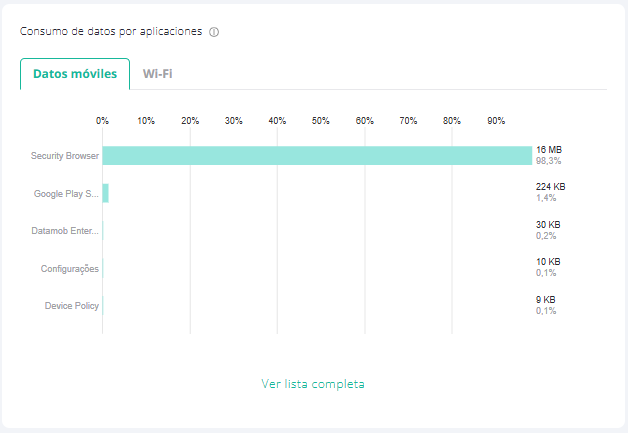 Consumo de datos por aplicaciones
Datos móviles Wi-Fi
0% 10% 20% 30% 40% 50% 60% 70% 80% 90%
Security Browser 16 MB
98,3%
Google Play S... 224 KB
1,4%
Datamob Enter... 30 KB
0,2%
Configurações 10 KB
0,1%
Device Policy 9 KB
0,1%
Ver lista completa